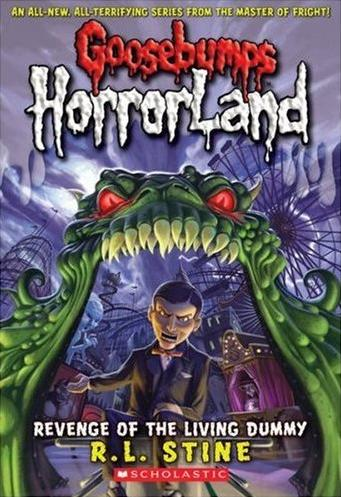 AN ALL-NEW, ALL-TERRIFYING SERIES FROM THE MASTER OF FRIGHT!
Goosebumps
HorrorLand
REVENGE OF THE LIVING DUMMY
R.L. STINE
SCHOLASTIC